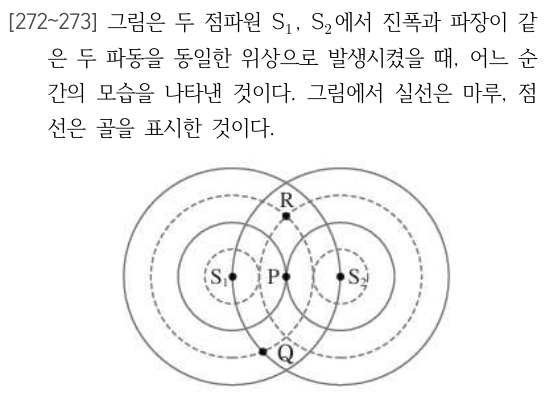 [272~273] 그림은 두 점파원 S₁, S₂에서 진폭과 파장이 같
은 두 파동을 동일한 위상으로 발생시켰을 때, 어느 순
간의 모습을 나타낸 것이다. 그림에서 실선은 마루, 점
선은 골을 표시한 것이다.
R
S₁ P S₂
Q